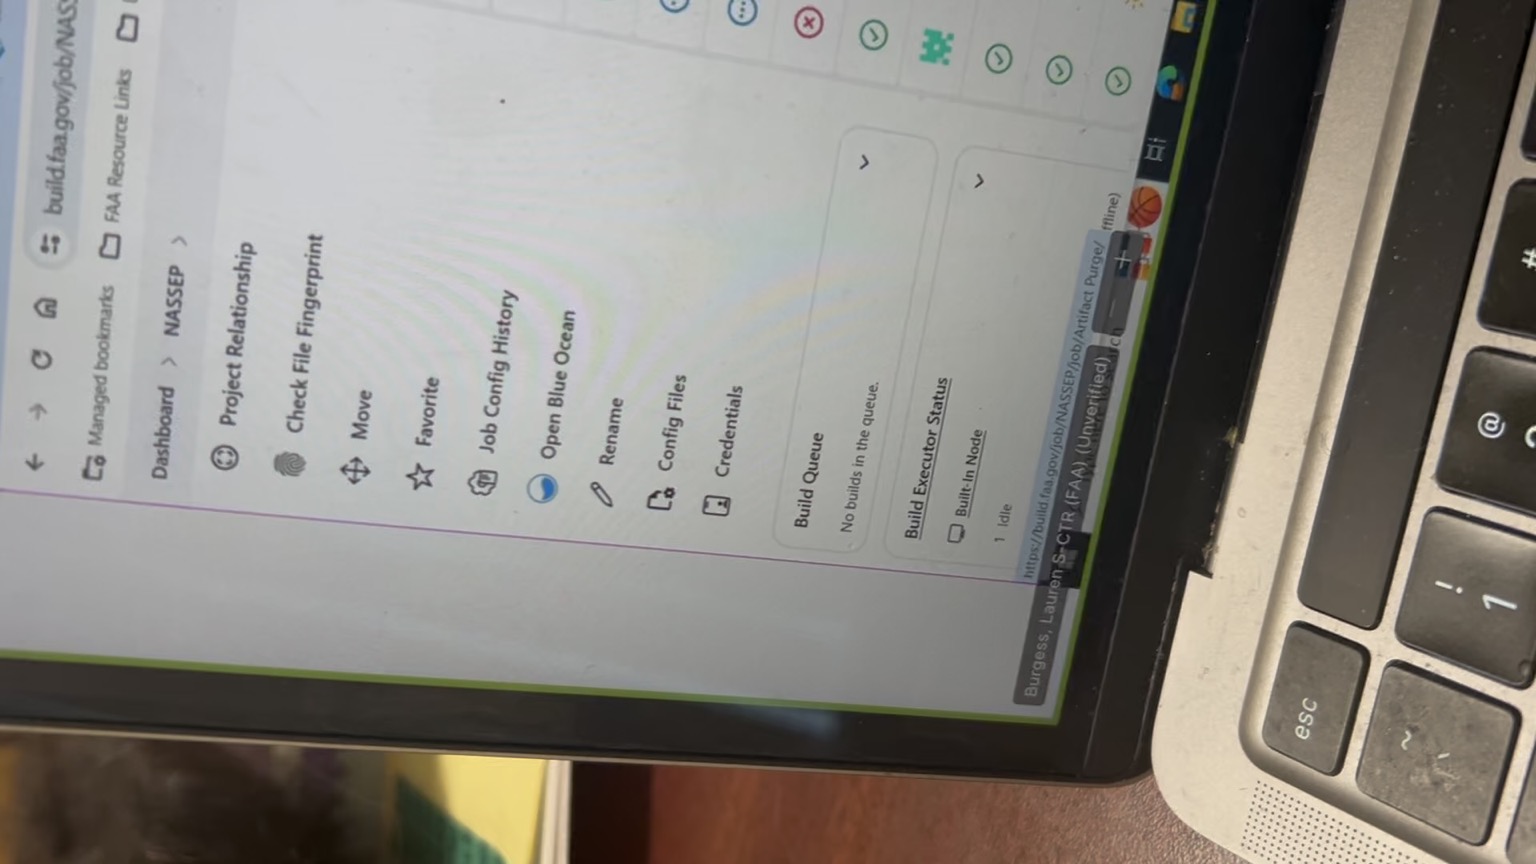 build.faa.gov/job/NASS
Managed bookmarks
FAA Resource Links
Dashboard > NASSEP >
Project Relationship
Check File Fingerprint
Move
Favorite
Job Config History
Open Blue Ocean
Rename
Config Files
Credentials
Build Queue
No builds in the queue.
Build Executor Status
Built-In Node
1 Idle
ffline)
https://build.faa.gov/job/NASSEP/job/Artifact Purge/
rch
Burgess, Lauren S-CTR (FAA) (Unverified)
esc
~
`
!
1
@
#